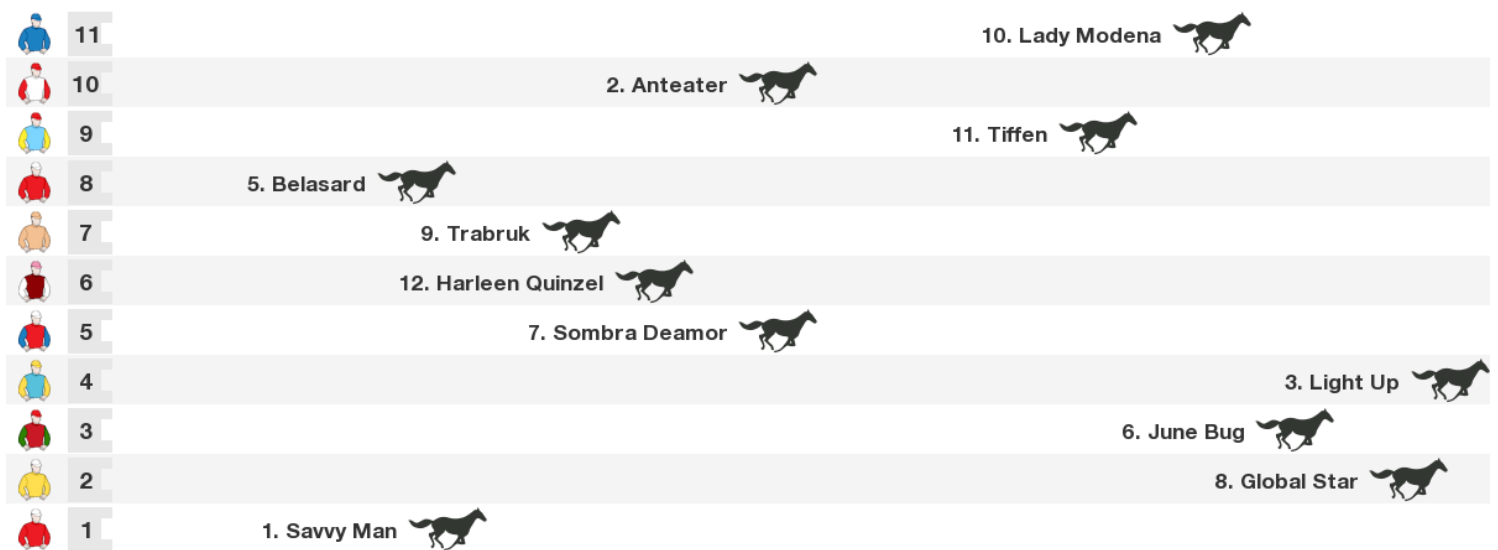 11 10. Lady Modena
10 2. Anteater
9 11. Tiffen
8 5. Belasard
7 9. Trabruk
6 12. Harleen Quinzel
5 7. Sombra Deamor
4 3. Light Up
3 6. June Bug
2 8. Global Star
1 1. Savvy Man